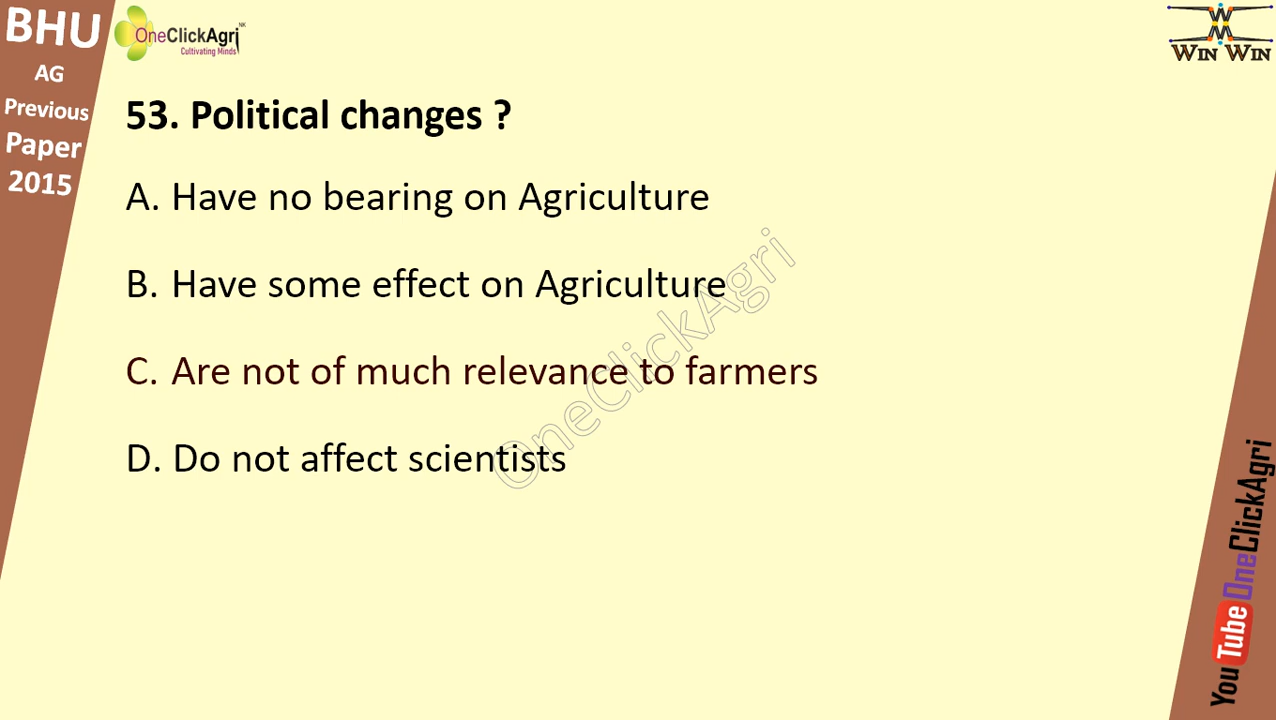 BHU
AG
Previous
Paper
2015
OneClickAgri NK
Cultivating Minds
WIN WIN
53. Political changes ?
A. Have no bearing on Agriculture
B. Have some effect on Agriculture
C. Are not of much relevance to farmers
D. Do not affect scientists
OneClickAgri
YouTube OneClickAgri